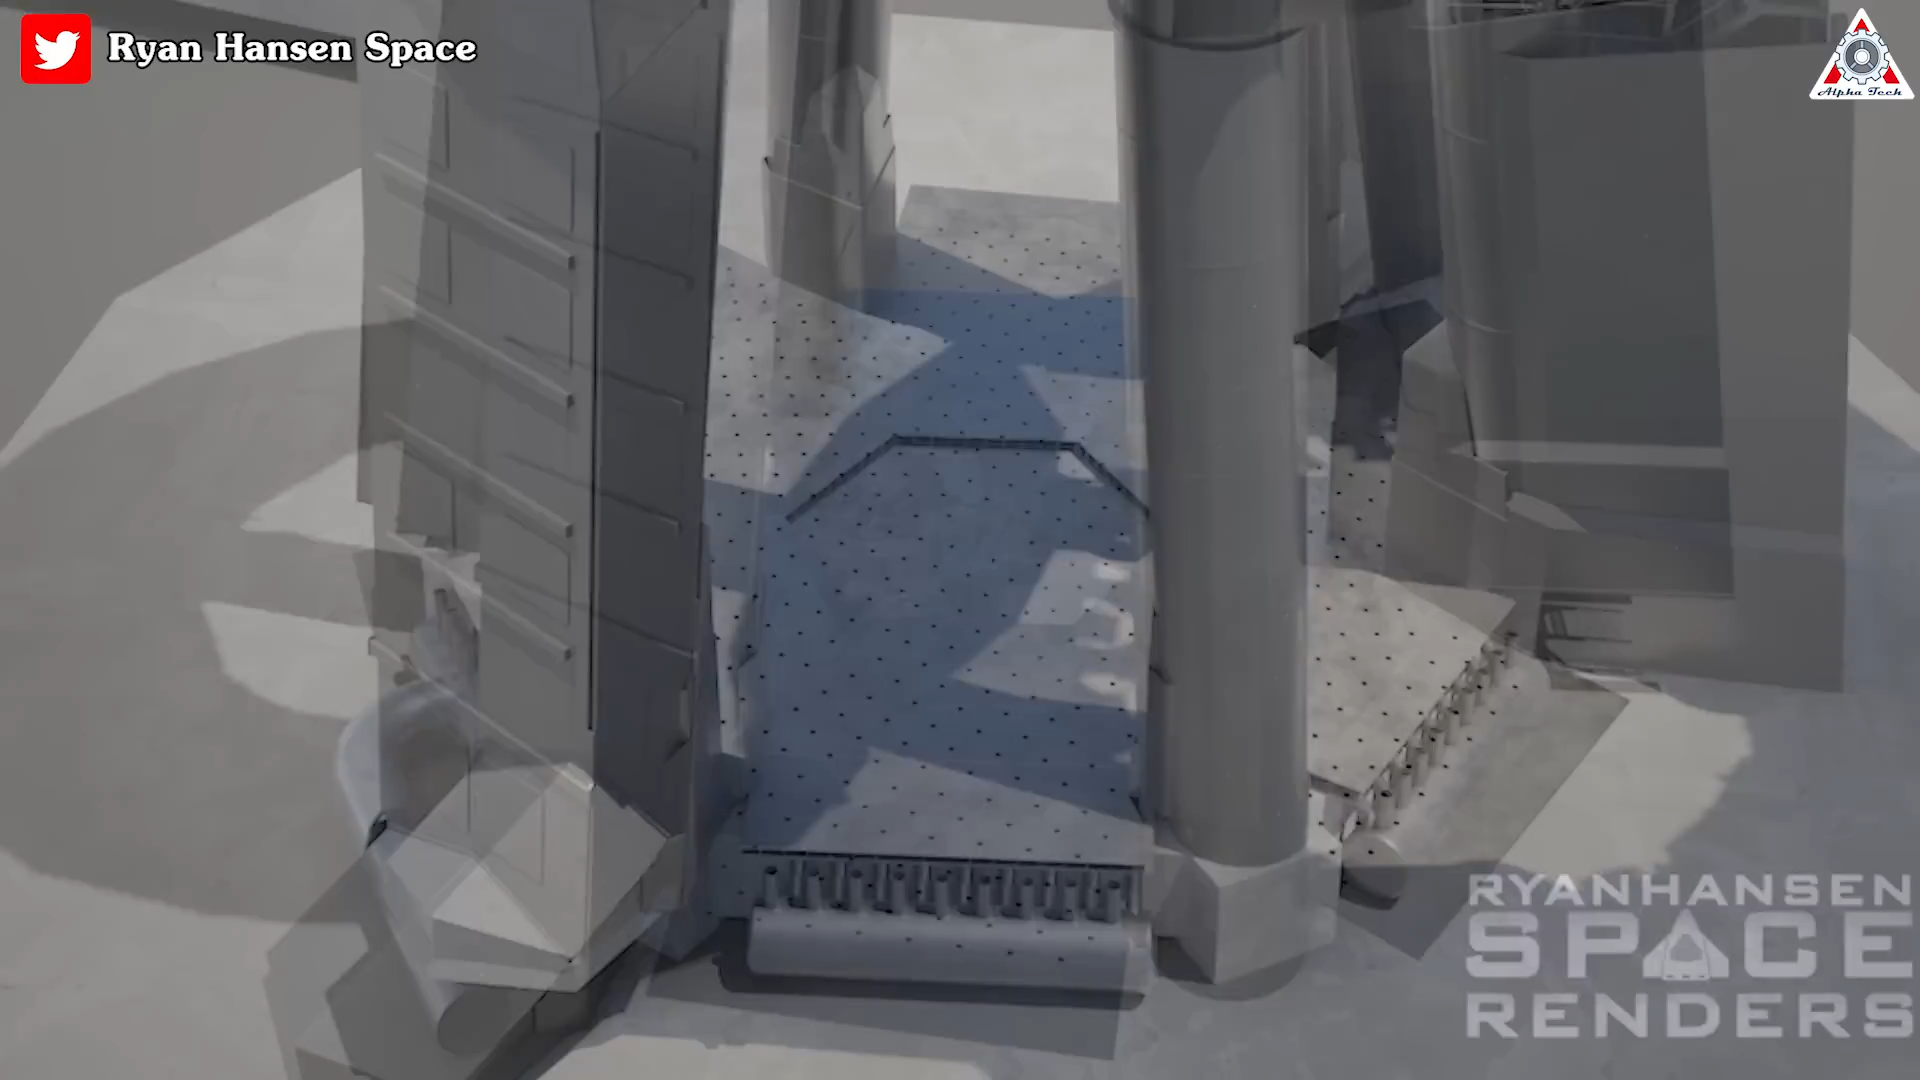 Ryan Hansen Space
Alpha Tech
RYANHANSEN
SPACE
RENDERS